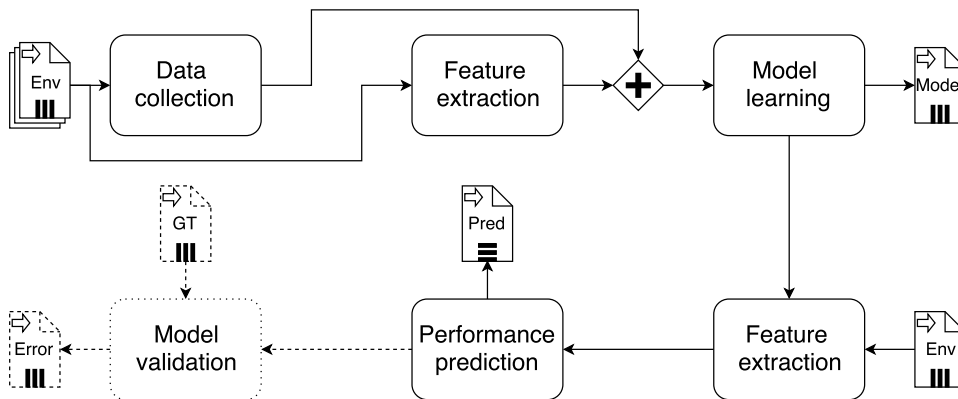 Env
Data
collection
Feature
extraction
Model
learning
Model
GT
Pred
Error
Model
validation
Performance
prediction
Feature
extraction
Env